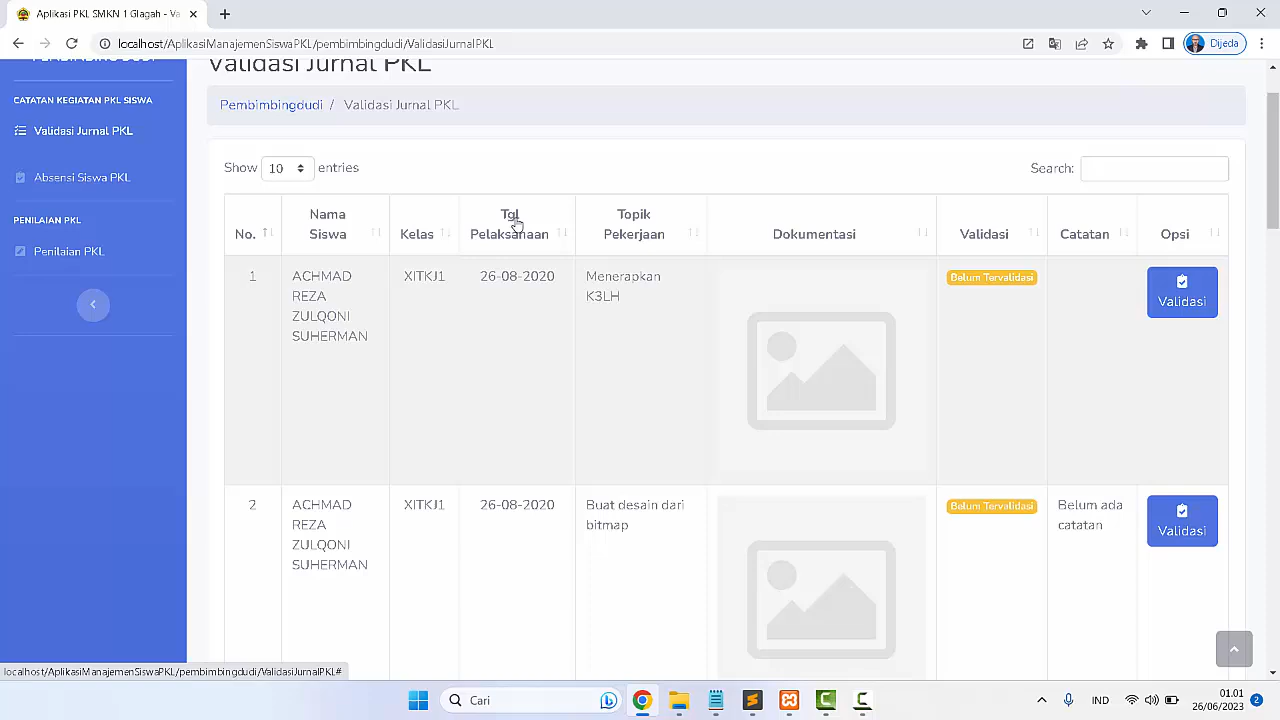 Aplikasi PKL SMKN 1 Glagah - Va
localhost/AplikasiManajemenSiswaPKL/pembimbingdudi/ValidasiJurnalPKL
Dijeda
PEMBIMBING DUDI
CATATAN KEGIATAN PKL SISWA
Validasi Jurnal PKL
Absensi Siswa PKL
PENILAIAN PKL
Penilaian PKL
Validasi Jurnal PKL
Pembimbingdudi / Validasi Jurnal PKL
Show 10 entries
Search:
No. Nama Siswa Kelas Tgl Pelaksanaan Topik Pekerjaan Dokumentasi Validasi Catatan Opsi
1 ACHMAD REZA ZULQONI SUHERMAN XITKJ1 26-08-2020 Menerapkan K3LH Belum Tervalidasi Validasi
2 ACHMAD REZA ZULQONI SUHERMAN XITKJ1 26-08-2020 Buat desain dari bitmap Belum Tervalidasi Belum ada catatan Validasi
localhost/AplikasiManajemenSiswaPKL/pembimbingdudi/ValidasiJurnalPKL#
Cari
IND
01.01
26/06/2023
2